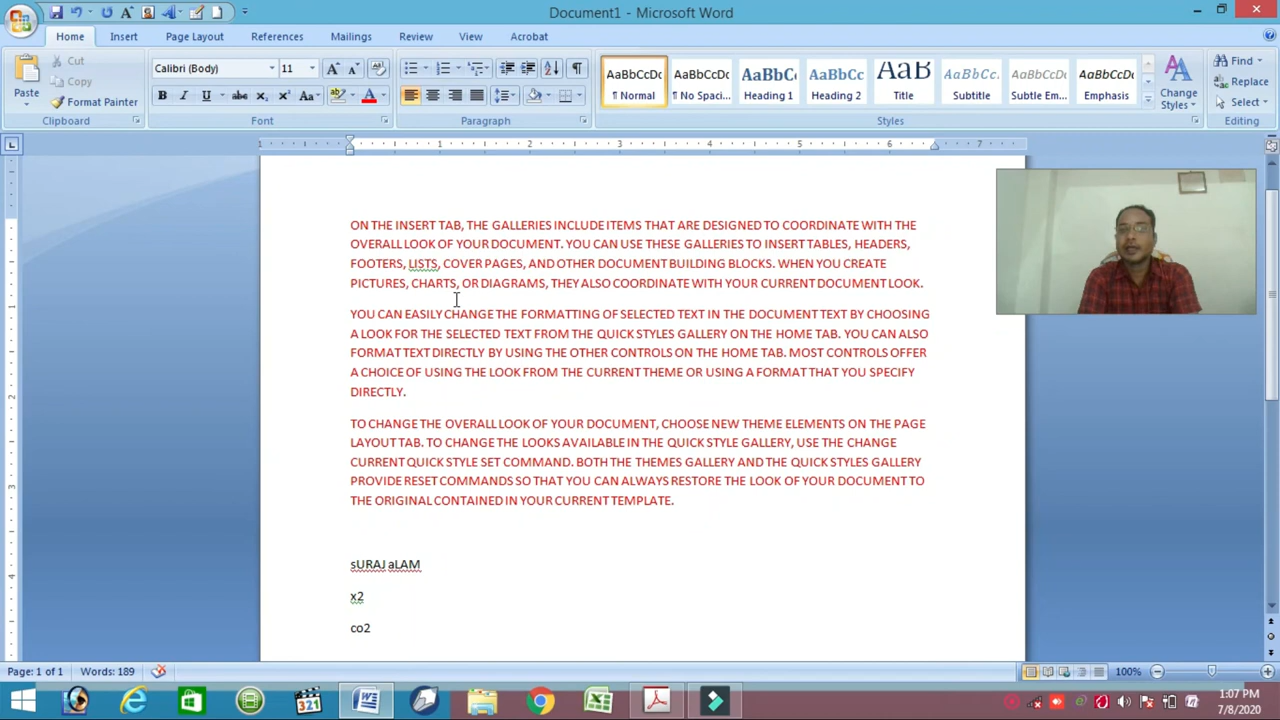 Document1 - Microsoft Word
Home Insert Page Layout References Mailings Review View Acrobat
Paste
Cut
Copy
Format Painter
Clipboard
Calibri (Body) 11
Font
Paragraph
AaBbCcDc AaBbCcDc AaBbCc AaBbCc AaB AaBbCc. AaBbCcDc AaBbCcDc
¶ Normal ¶ No Spaci... Heading 1 Heading 2 Title Subtitle Subtle Em... Emphasis
Change Styles
Styles
Find
Replace
Select
Editing
1 1 2 3 4 5 6 7
ON THE INSERT TAB, THE GALLERIES INCLUDE ITEMS THAT ARE DESIGNED TO COORDINATE WITH THE
OVERALL LOOK OF YOUR DOCUMENT. YOU CAN USE THESE GALLERIES TO INSERT TABLES, HEADERS,
FOOTERS, LISTS, COVER PAGES, AND OTHER DOCUMENT BUILDING BLOCKS. WHEN YOU CREATE
PICTURES, CHARTS, OR DIAGRAMS, THEY ALSO COORDINATE WITH YOUR CURRENT DOCUMENT LOOK.
YOU CAN EASILY CHANGE THE FORMATTING OF SELECTED TEXT IN THE DOCUMENT TEXT BY CHOOSING
A LOOK FOR THE SELECTED TEXT FROM THE QUICK STYLES GALLERY ON THE HOME TAB. YOU CAN ALSO
FORMAT TEXT DIRECTLY BY USING THE OTHER CONTROLS ON THE HOME TAB. MOST CONTROLS OFFER
A CHOICE OF USING THE LOOK FROM THE CURRENT THEME OR USING A FORMAT THAT YOU SPECIFY
DIRECTLY.
TO CHANGE THE OVERALL LOOK OF YOUR DOCUMENT, CHOOSE NEW THEME ELEMENTS ON THE PAGE
LAYOUT TAB. TO CHANGE THE LOOKS AVAILABLE IN THE QUICK STYLE GALLERY, USE THE CHANGE
CURRENT QUICK STYLE SET COMMAND. BOTH THE THEMES GALLERY AND THE QUICK STYLES GALLERY
PROVIDE RESET COMMANDS SO THAT YOU CAN ALWAYS RESTORE THE LOOK OF YOUR DOCUMENT TO
THE ORIGINAL CONTAINED IN YOUR CURRENT TEMPLATE.
sURAJ aLAM
x2
co2
Page: 1 of 1 Words: 189 100%
321
1:07 PM
7/8/2020